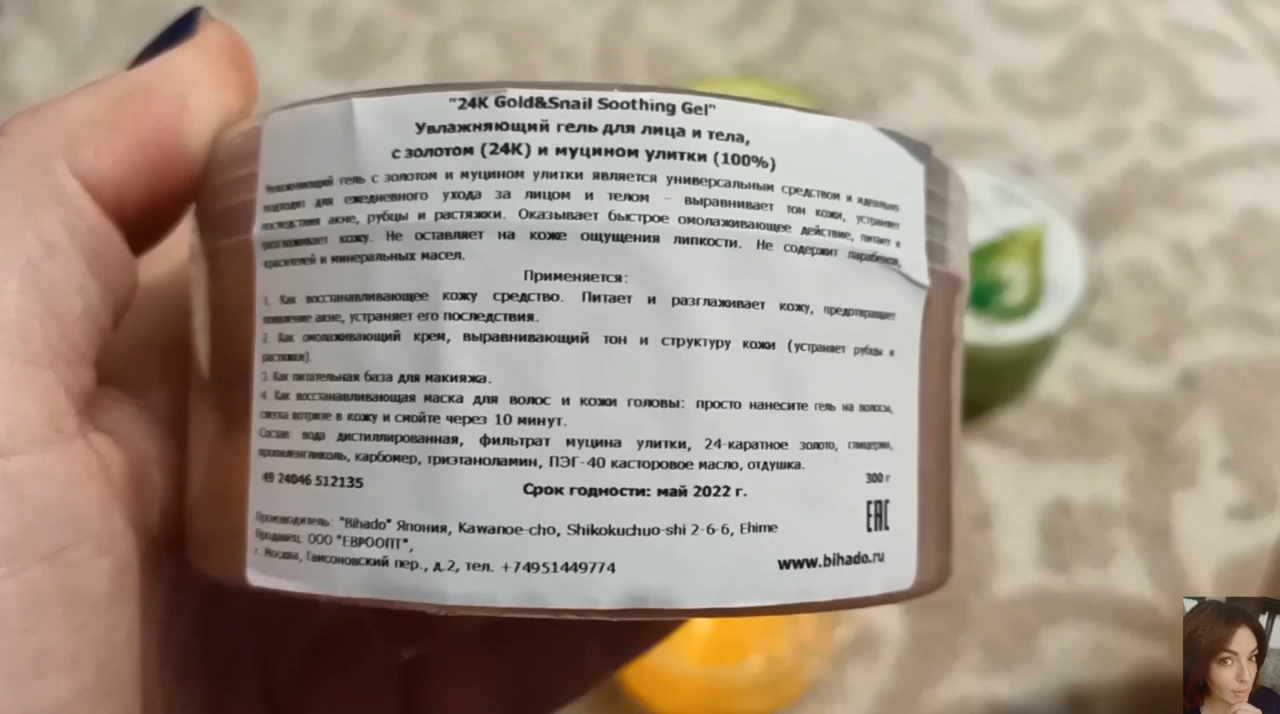 "24K Gold&Snail Soothing Gel"
Увлажняющий гель для лица и тела,
с золотом (24К) и муцином улитки (100%)
Увлажняющий гель с золотом и муцином улитки является универсальным средством и идеально
подходит для ежедневного ухода за лицом и телом - выравнивает тон кожи, устраняет
последствия акне, рубцы и растяжки. Оказывает быстрое омолаживающее действие, питает и
разглаживает кожу. Не оставляет на коже ощущения липкости. Не содержит парабенов,
красителей и минеральных масел.
Применяется:
1. Как восстанавливающее кожу средство. Питает и разглаживает кожу, предотвращает
появление акне, устраняет его последствия.
2. Как омолаживающий крем, выравнивающий тон и структуру кожи (устраняет рубцы и
растяжки).
3. Как питательная база для макияжа.
4. Как восстанавливающая маска для волос и кожи головы: просто нанесите гель на волосы,
слегка вотрите в кожу и смойте через 10 минут.
Состав: вода дистиллированная, фильтрат муцина улитки, 24-каратное золото, глицерин,
пропиленгликоль, карбомер, триэтаноламин, ПЭГ-40 касторовое масло, отдушка.
49 24046 512135
300 г
Срок годности: май 2022 г.
EAC
Производитель: "Bihado" Япония, Kawanoe-cho, Shikokuchuo-shi 2-6-6, Ehime
Продавец: ООО "ЕВРООПТ",
г. Москва, Гамсоновский пер., д.2, тел. +74951449774
www.bihado.ru